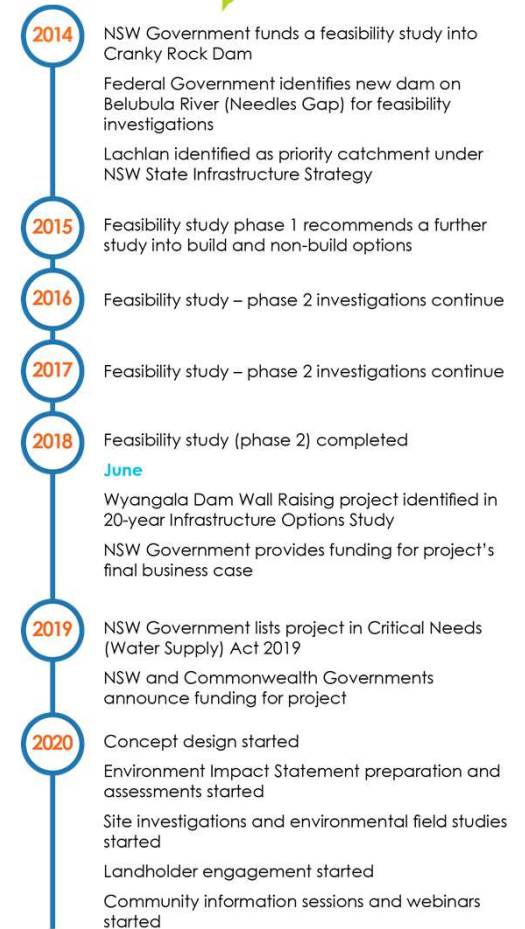 2014
NSW Government funds a feasibility study into
Cranky Rock Dam
Federal Government identifies new dam on
Belubula River (Needles Gap) for feasibility
investigations
Lachlan identified as priority catchment under
NSW State Infrastructure Strategy
2015
Feasibility study phase 1 recommends a further
study into build and non-build options
2016
Feasibility study – phase 2 investigations continue
2017
Feasibility study – phase 2 investigations continue
2018
Feasibility study (phase 2) completed
June
Wyangala Dam Wall Raising project identified in
20-year Infrastructure Options Study
NSW Government provides funding for project's
final business case
2019
NSW Government lists project in Critical Needs
(Water Supply) Act 2019
NSW and Commonwealth Governments
announce funding for project
2020
Concept design started
Environment Impact Statement preparation and
assessments started
Site investigations and environmental field studies
started
Landholder engagement started
Community information sessions and webinars
started